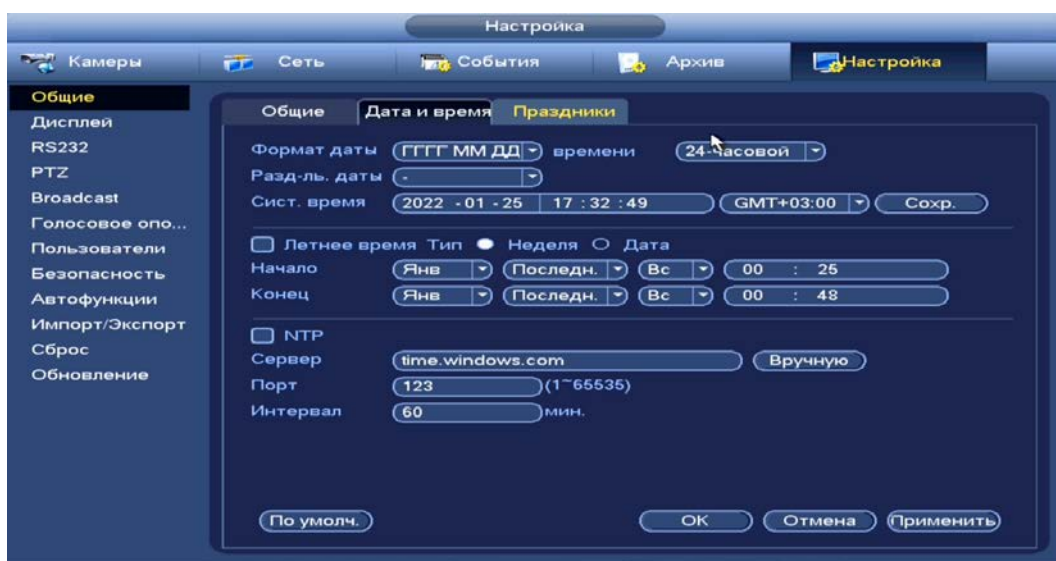 Настройка
Камеры Сеть События Архив Настройка
Общие
Дисплей
RS232
PTZ
Broadcast
Голосовое опо...
Пользователи
Безопасность
Автофункции
Импорт/Экспорт
Сброс
Обновление
Общие Дата и время Праздники
Формат даты ГГГГ ММ ДД времени 24-часовой
Разд-ль. даты -
Сист. время 2022 -01 -25 17 : 32 :49 GMT+03:00 Сохр.
Летнее время Тип Неделя Дата
Начало Янв Последн. Вс 00 : 25
Конец Янв Последн. Вс 00 : 48
NTP
Сервер time.windows.com Вручную
Порт 123 (1~65535)
Интервал 60 мин.
По умолч. OK Отмена Применить